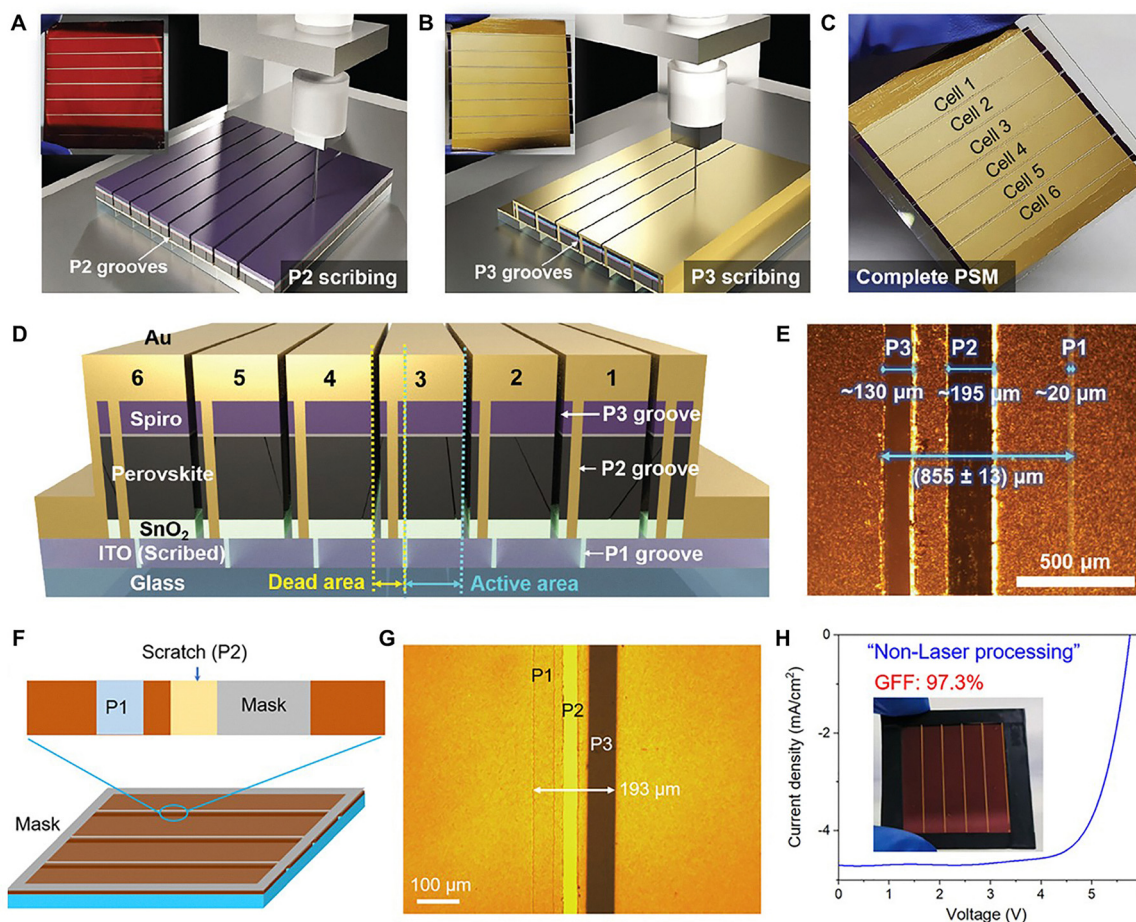 A
P2 grooves
P2 scribing
B
P3 grooves
P3 scribing
C
Cell 1
Cell 2
Cell 3
Cell 4
Cell 5
Cell 6
Complete PSM
D
Au
6 5 4 3 2 1
Spiro
P3 groove
Perovskite
P2 groove
SnO₂
ITO (Scribed)
P1 groove
Glass
Dead area
Active area
E
P3 P2 P1
~130 μm ~195 μm ~20 μm
(855 ± 13) μm
500 μm
F
Scratch (P2)
P1
Mask
Mask
G
P1
P2
P3
193 μm
100 μm
H
"Non-Laser processing"
GFF: 97.3%
Current density (mA/cm²)
0
-2
-4
0 1 2 3 4 5
Voltage (V)